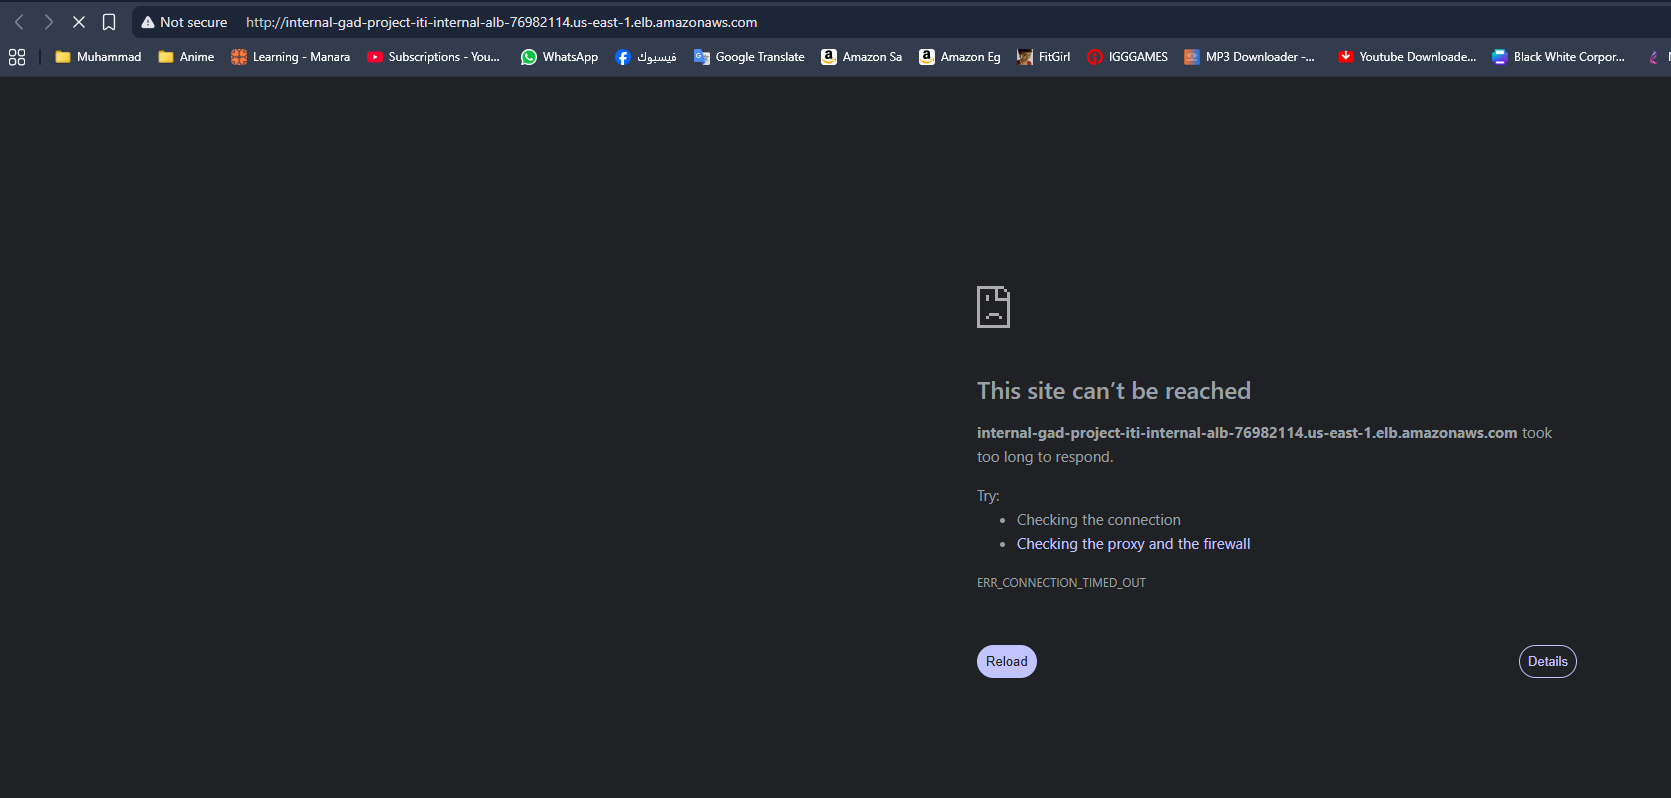 Not secure http://internal-gad-project-iti-internal-alb-76982114.us-east-1.elb.amazonaws.com
Muhammad Anime Learning - Manara Subscriptions - You... WhatsApp فيسبوك Google Translate Amazon Sa Amazon Eg FitGirl IGGGAMES MP3 Downloader -... Youtube Downloade... Black White Corpor...
This site can’t be reached
internal-gad-project-iti-internal-alb-76982114.us-east-1.elb.amazonaws.com took
too long to respond.
Try:
• Checking the connection
• Checking the proxy and the firewall
ERR_CONNECTION_TIMED_OUT
Reload Details